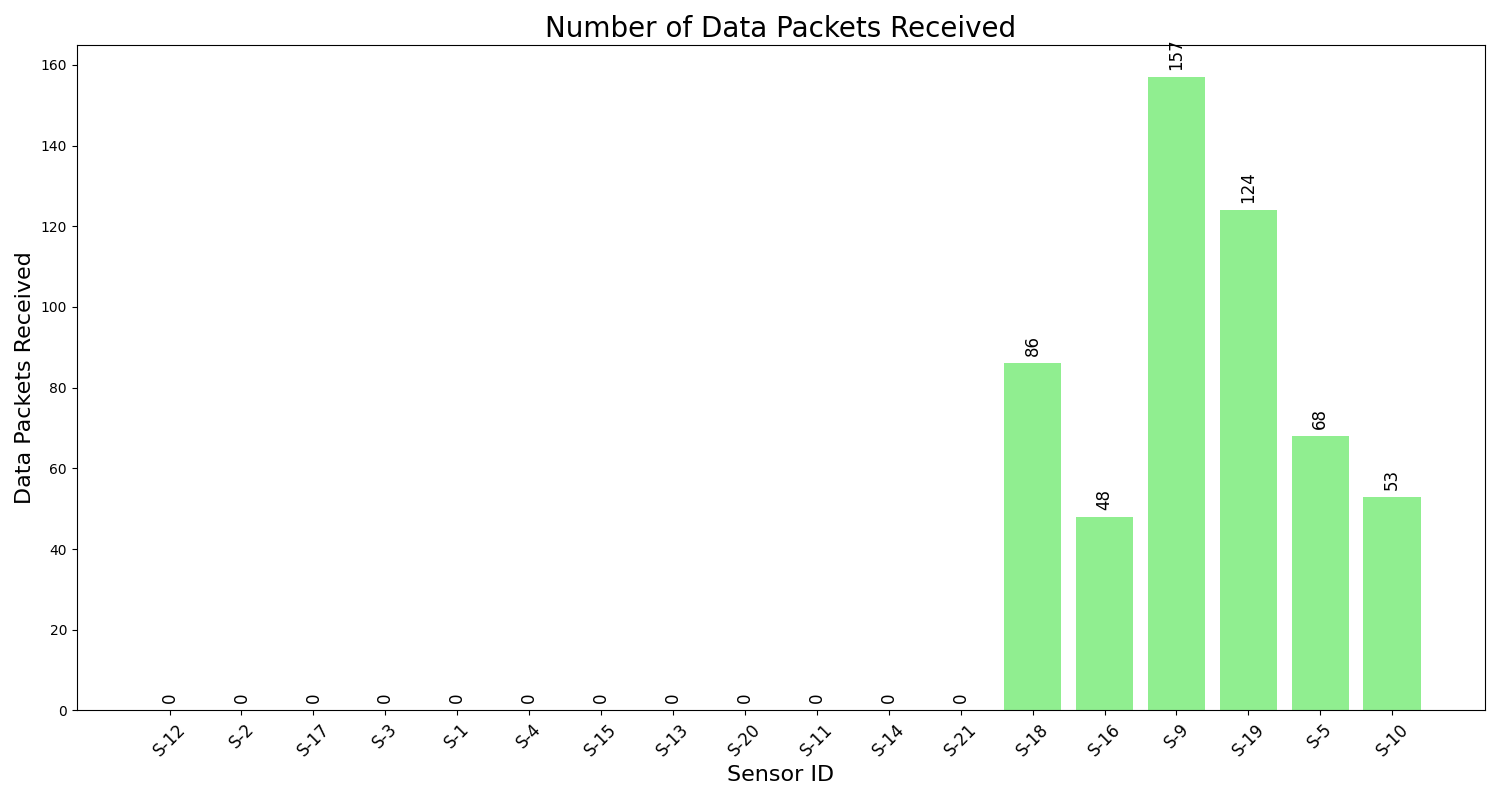 Number of Data Packets Received
Data Packets Received
160
140
120
100
80
60
40
20
0
0 0 0 0 0 0 0 0 0 0 0 0 86 48 157 124 68 53
S-12 S-2 S-17 S-3 S-1 S-4 S-15 S-13 S-20 S-11 S-14 S-21 S-18 S-16 S-9 S-19 S-5 S-10
Sensor ID